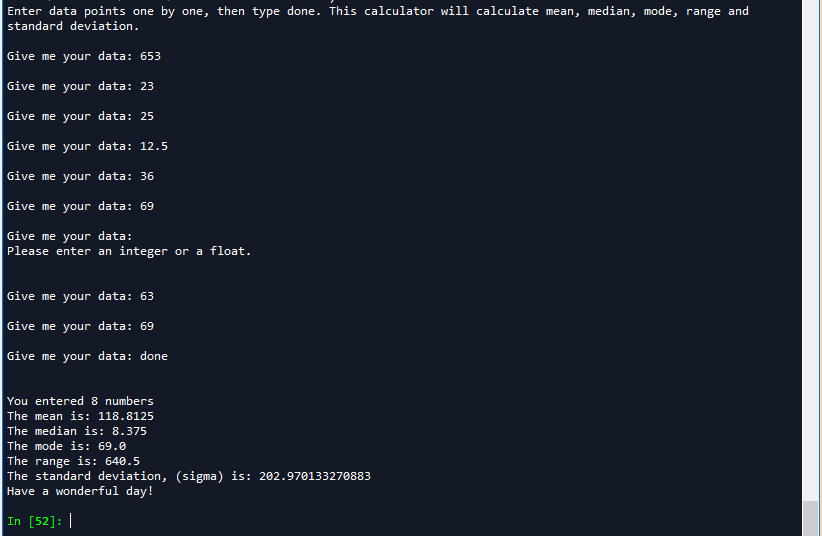 Enter data points one by one, then type done. This calculator will calculate mean, median, mode, range and
standard deviation.
Give me your data: 653
Give me your data: 23
Give me your data: 25
Give me your data: 12.5
Give me your data: 36
Give me your data: 69
Give me your data:
Please enter an integer or a float.
Give me your data: 63
Give me your data: 69
Give me your data: done
You entered 8 numbers
The mean is: 118.8125
The median is: 8.375
The mode is: 69.0
The range is: 640.5
The standard deviation, (sigma) is: 202.970133270883
Have a wonderful day!
In [52]: